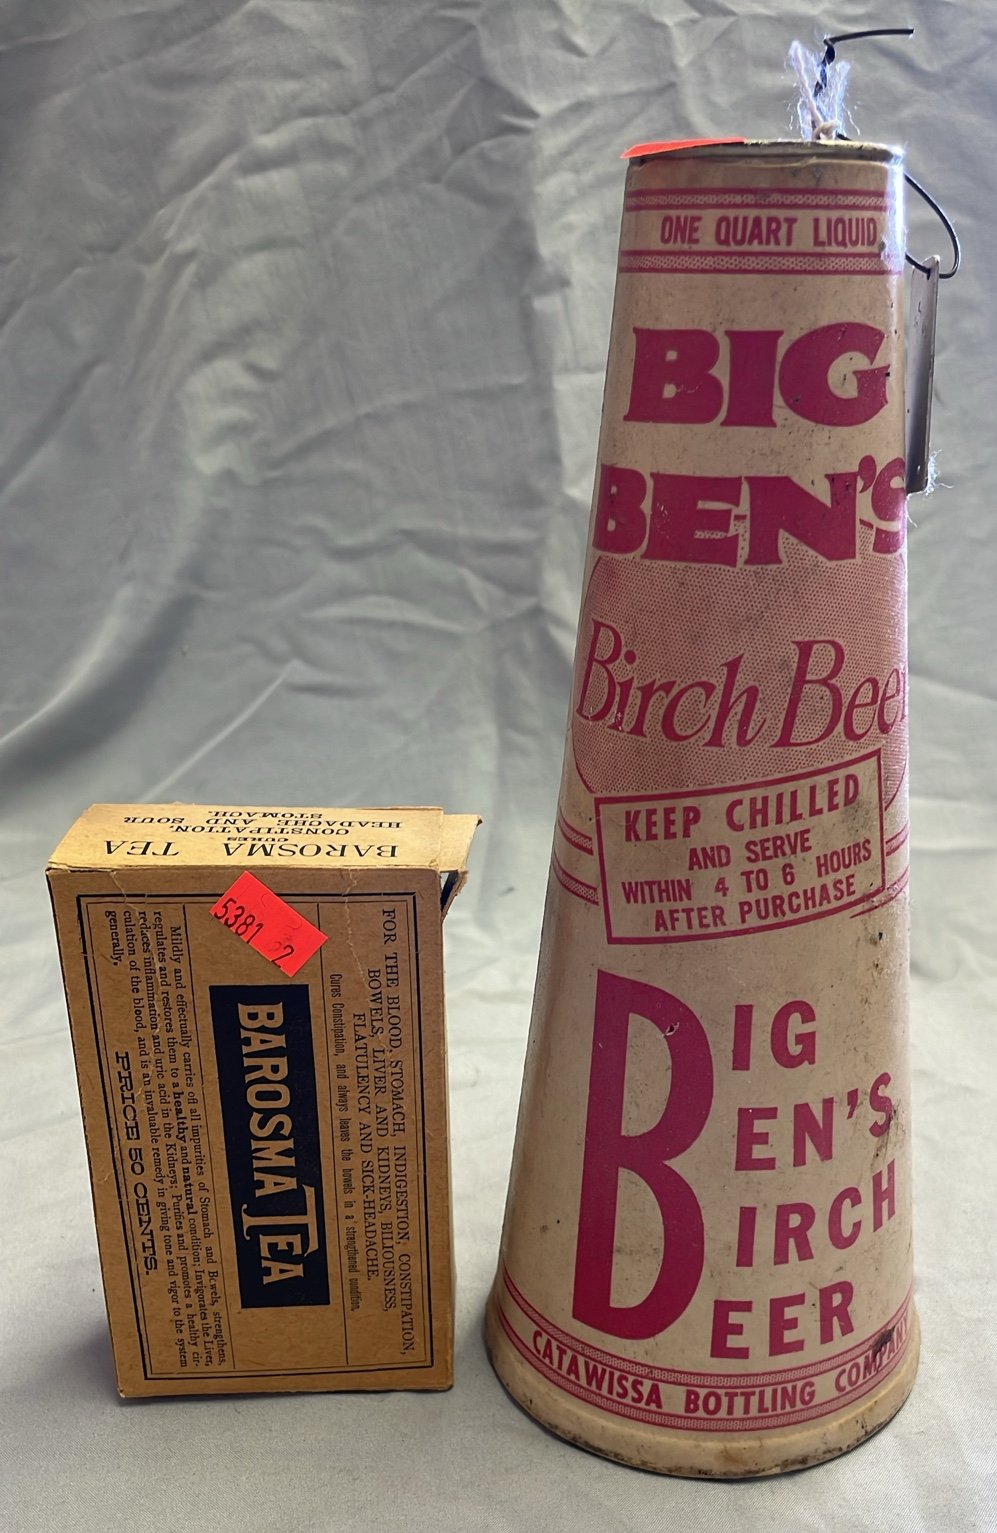 BAROSMA TEA
CURES
CONSTIPATION,
HEADACHE AND SOUR
STOMACH.
FOR THE BLOOD, STOMACH, INDIGESTION, CONSTIPATION,
BOWELS, LIVER AND KIDNEYS, BILIOUSNESS,
FLATULENCY AND SICK-HEADACHE.
Cures Constipation, and always leaves the bowels in a strengthened condition.
BAROSMA TEA
Mildly and effectually carries off all impurities of Stomach and Bowels, strengthens,
regulates and restores them to a healthy and natural condition; Invigorates the Liver,
reduces inflammation and uric acid in the Kidneys; Purifies and promotes a healthy cir-
culation of the blood, and is an invaluable remedy in giving tone and vigor to the system
generally.
PRICE 50 CENTS.
5381
ONE QUART LIQUID
BIG
BEN'S
Birch Beer
KEEP CHILLED
AND SERVE
WITHIN 4 TO 6 HOURS
AFTER PURCHASE
BIG
BEN'S
BIRCH
BEER
CATAWISSA BOTTLING COMPANY